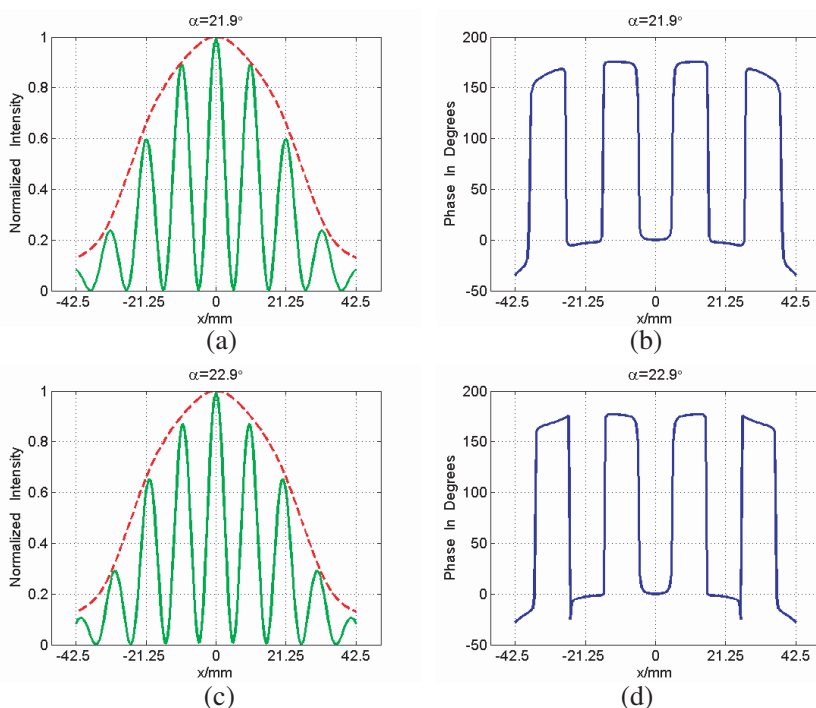 α=21.9°
Normalized Intensity
1
0.8
0.6
0.4
0.2
0
-42.5 -21.25 0 21.25 42.5
x/mm
(a)
α=21.9°
Phase In Degrees
200
150
100
50
0
-50
-42.5 -21.25 0 21.25 42.5
x/mm
(b)
α=22.9°
Normalized Intensity
1
0.8
0.6
0.4
0.2
0
-42.5 -21.25 0 21.25 42.5
x/mm
(c)
α=22.9°
Phase In Degrees
200
150
100
50
0
-50
-42.5 -21.25 0 21.25 42.5
x/mm
(d)